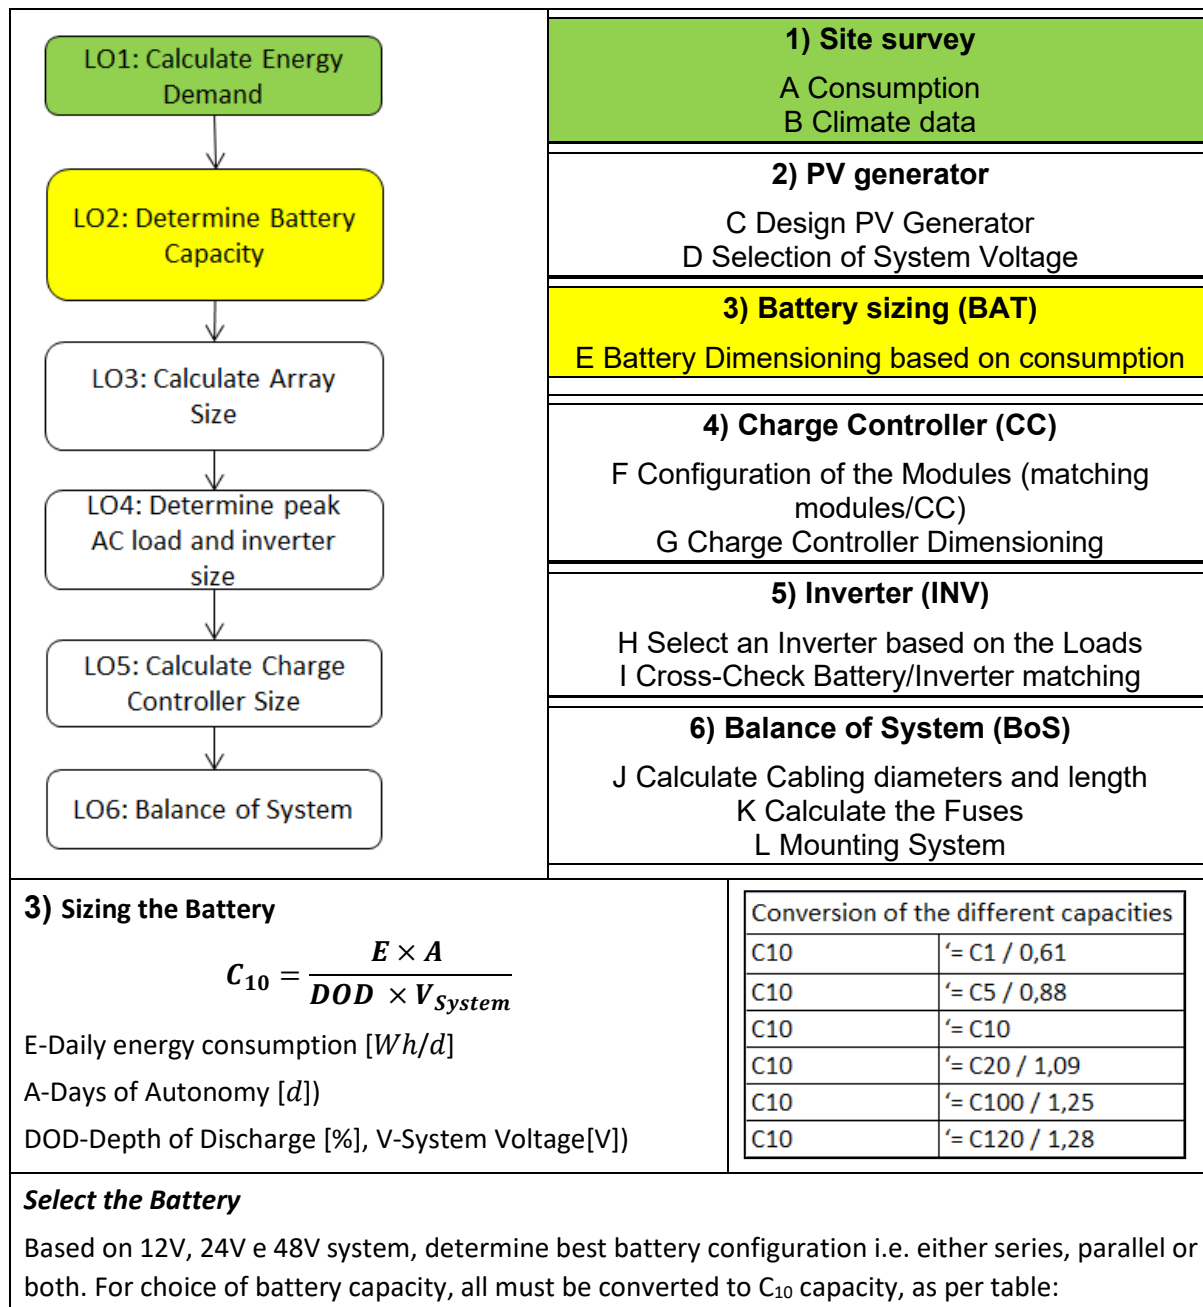 LO1: Calculate Energy
Demand
LO2: Determine Battery
Capacity
LO3: Calculate Array
Size
LO4: Determine peak
AC load and inverter
size
LO5: Calculate Charge
Controller Size
LO6: Balance of System
1) Site survey
A Consumption
B Climate data
2) PV generator
C Design PV Generator
D Selection of System Voltage
3) Battery sizing (BAT)
E Battery Dimensioning based on consumption
4) Charge Controller (CC)
F Configuration of the Modules (matching
modules/CC)
G Charge Controller Dimensioning
5) Inverter (INV)
H Select an Inverter based on the Loads
I Cross-Check Battery/Inverter matching
6) Balance of System (BoS)
J Calculate Cabling diameters and length
K Calculate the Fuses
L Mounting System
3) Sizing the Battery
C₁₀ = (E × A) / (DOD × V_System)
E-Daily energy consumption [Wh/d]
A-Days of Autonomy [d])
DOD-Depth of Discharge [%], V-System Voltage[V])
Conversion of the different capacities
C10 ‘= C1 / 0,61
C10 ‘= C5 / 0,88
C10 ‘= C10
C10 ‘= C20 / 1,09
C10 ‘= C100 / 1,25
C10 ‘= C120 / 1,28
Select the Battery
Based on 12V, 24V e 48V system, determine best battery configuration i.e. either series, parallel or
both. For choice of battery capacity, all must be converted to C₁₀ capacity, as per table: